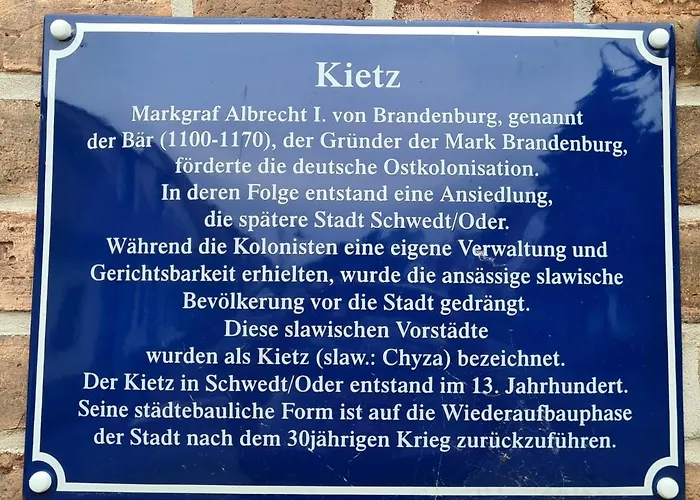 Kietz
Markgraf Albrecht I. von Brandenburg, genannt
der Bär (1100-1170), der Gründer der Mark Brandenburg,
förderte die deutsche Ostkolonisation.
In deren Folge entstand eine Ansiedlung,
die spätere Stadt Schwedt/Oder.
Während die Kolonisten eine eigene Verwaltung und
Gerichtsbarkeit erhielten, wurde die ansässige slawische
Bevölkerung vor die Stadt gedrängt.
Diese slawischen Vorstädte
wurden als Kietz (slaw.: Chyza) bezeichnet.
Der Kietz in Schwedt/Oder entstand im 13. Jahrhundert.
Seine städtebauliche Form ist auf die Wiederaufbauphase
der Stadt nach dem 30jährigen Krieg zurückzuführen.